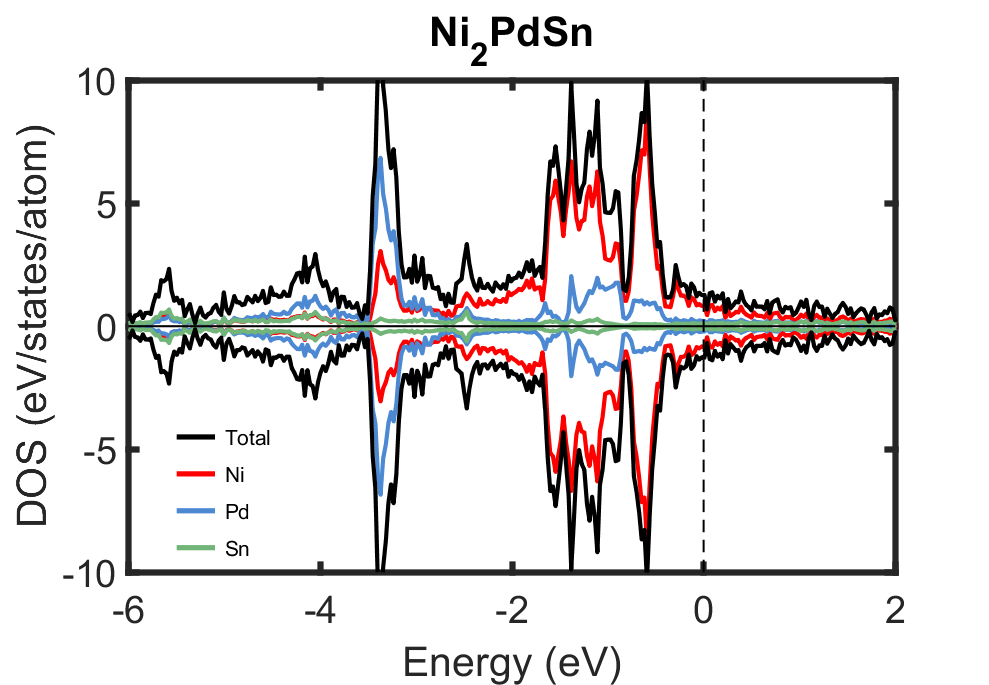 Ni2PdSn
10
5
0
-5
-10
DOS (eV/states/atom)
Total
Ni
Pd
Sn
-6 -4 -2 0 2
Energy (eV)